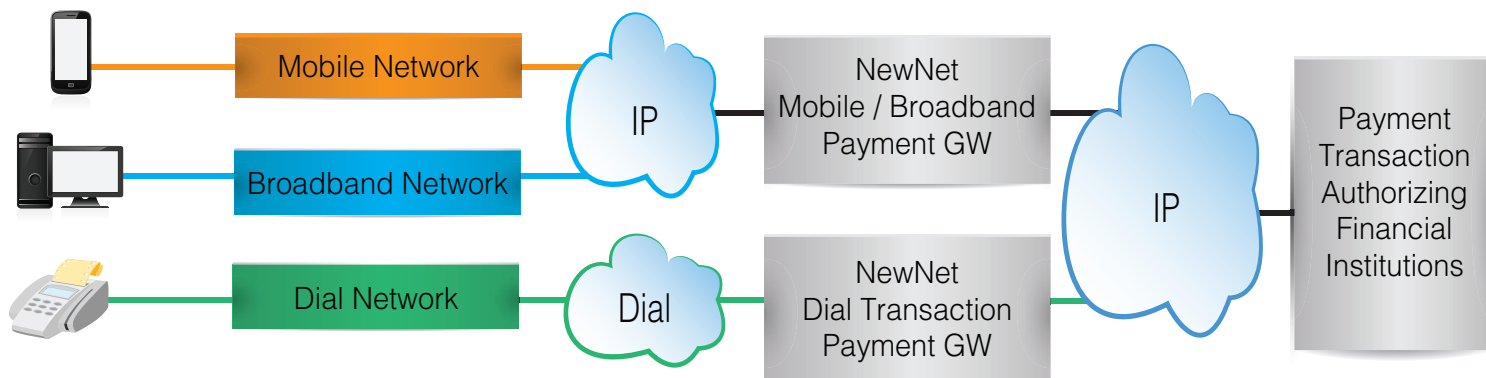 Mobile Network
Broadband Network
Dial Network
IP
Dial
NewNet
Mobile / Broadband
Payment GW
NewNet
Dial Transaction
Payment GW
IP
Payment
Transaction
Authorizing
Financial
Institutions